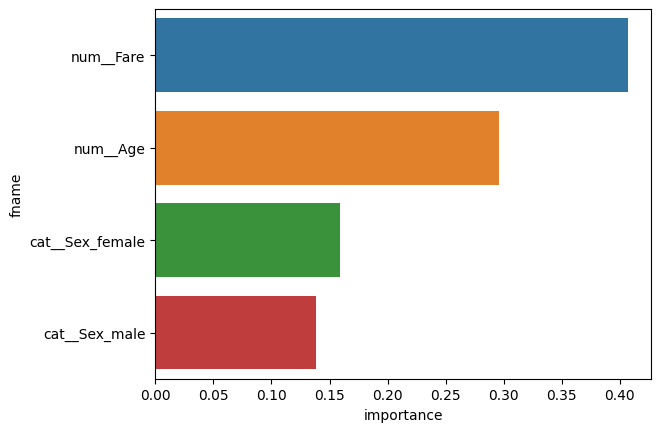 fname
num__Fare
num__Age
cat__Sex_female
cat__Sex_male
0.00 0.05 0.10 0.15 0.20 0.25 0.30 0.35 0.40
importance